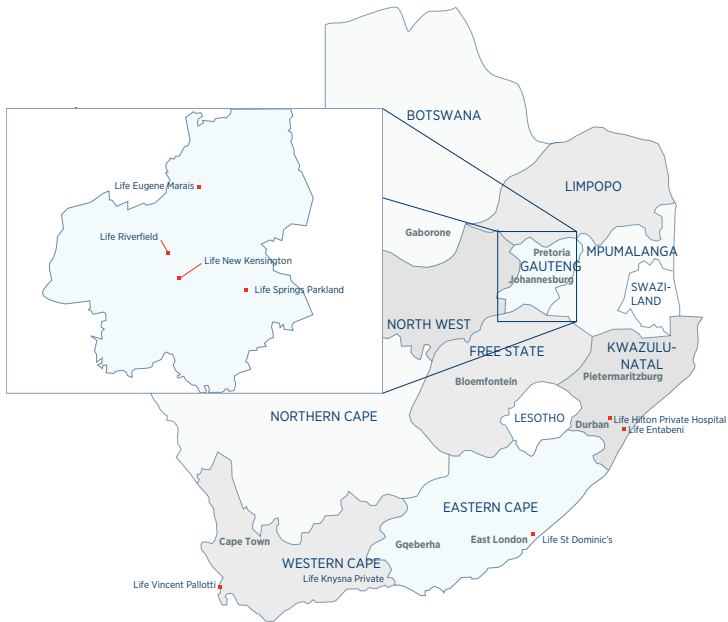 BOTSWANA
LIMPOPO
Life Eugene Marais
Gaborone
Life Riverfield
Pretoria
MPUMALANGA
Life New Kensington
GAUTENG
Johannesburg
Life Springs Parkland
SWAZI-
LAND
NORTH WEST
FREE STATE
KWAZULU-
NATAL
Pietermaritzburg
Bloemfontein
NORTHERN CAPE
LESOTHO
Durban
Life Hilton Private Hospital
Life Entabeni
EASTERN CAPE
Cape Town
Gqeberha
East London
Life St Dominic's
WESTERN CAPE
Life Knysna Private
Life Vincent Pallotti